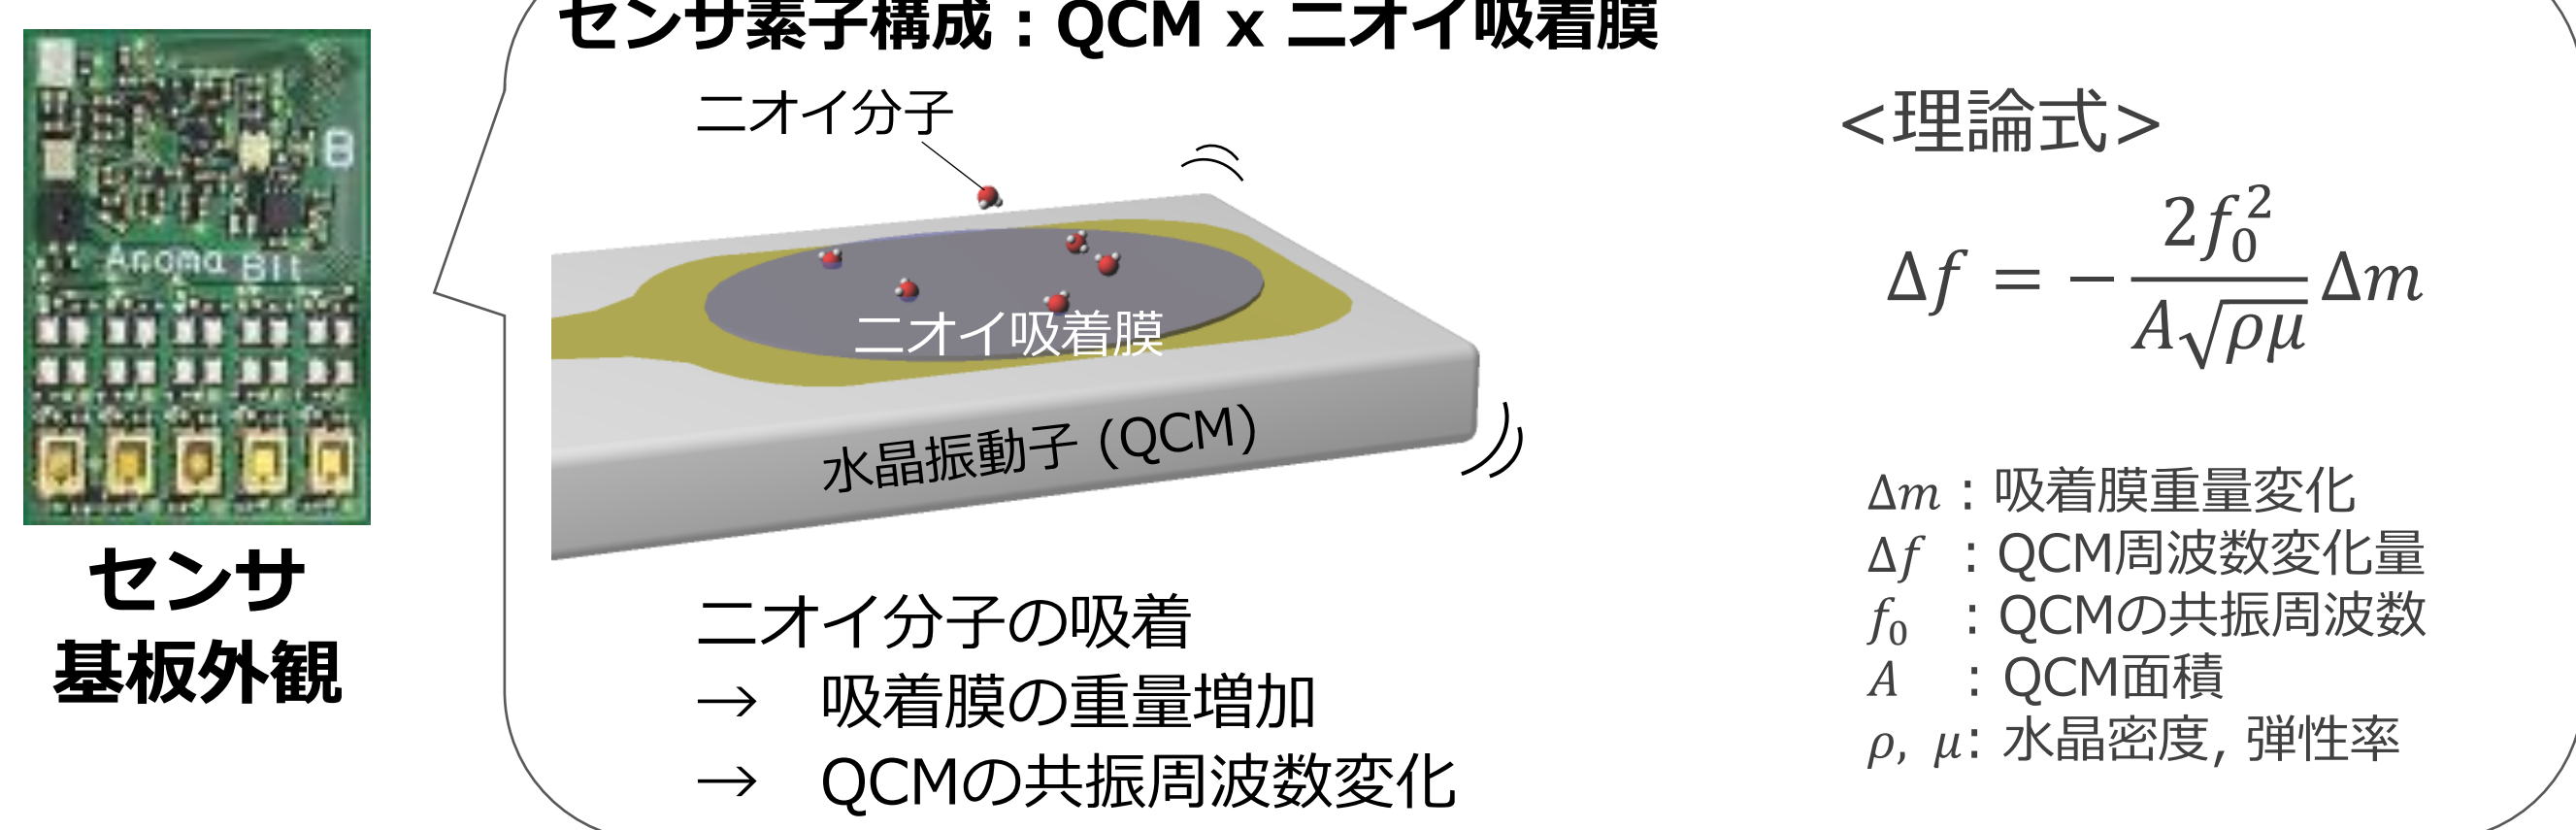 センサ素子構成：QCM x ニオイ吸着膜
ニオイ分子
ニオイ吸着膜
水晶振動子 (QCM)
ニオイ分子の吸着
→ 吸着膜の重量増加
→ QCMの共振周波数変化
B
Aroma Bit
センサ
基板外観
<理論式>
Δf = − 2f₀² / A√ρμ Δm
Δm：吸着膜重量変化
Δf ：QCM周波数変化量
f₀ ：QCMの共振周波数
A ：QCM面積
ρ, μ：水晶密度, 弾性率